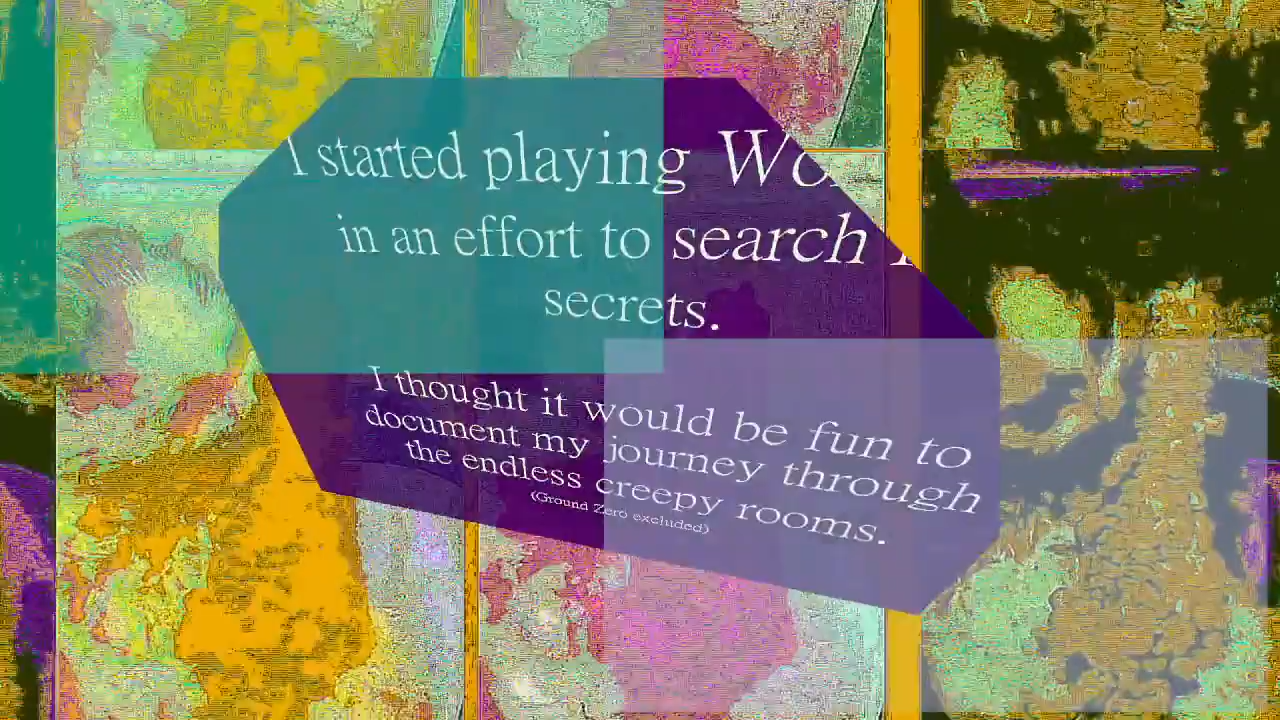 I started playing
in an effort to search
secrets.
I thought it would be fun to
document my journey through
the endless creepy rooms.
(Ground Zero excluded)